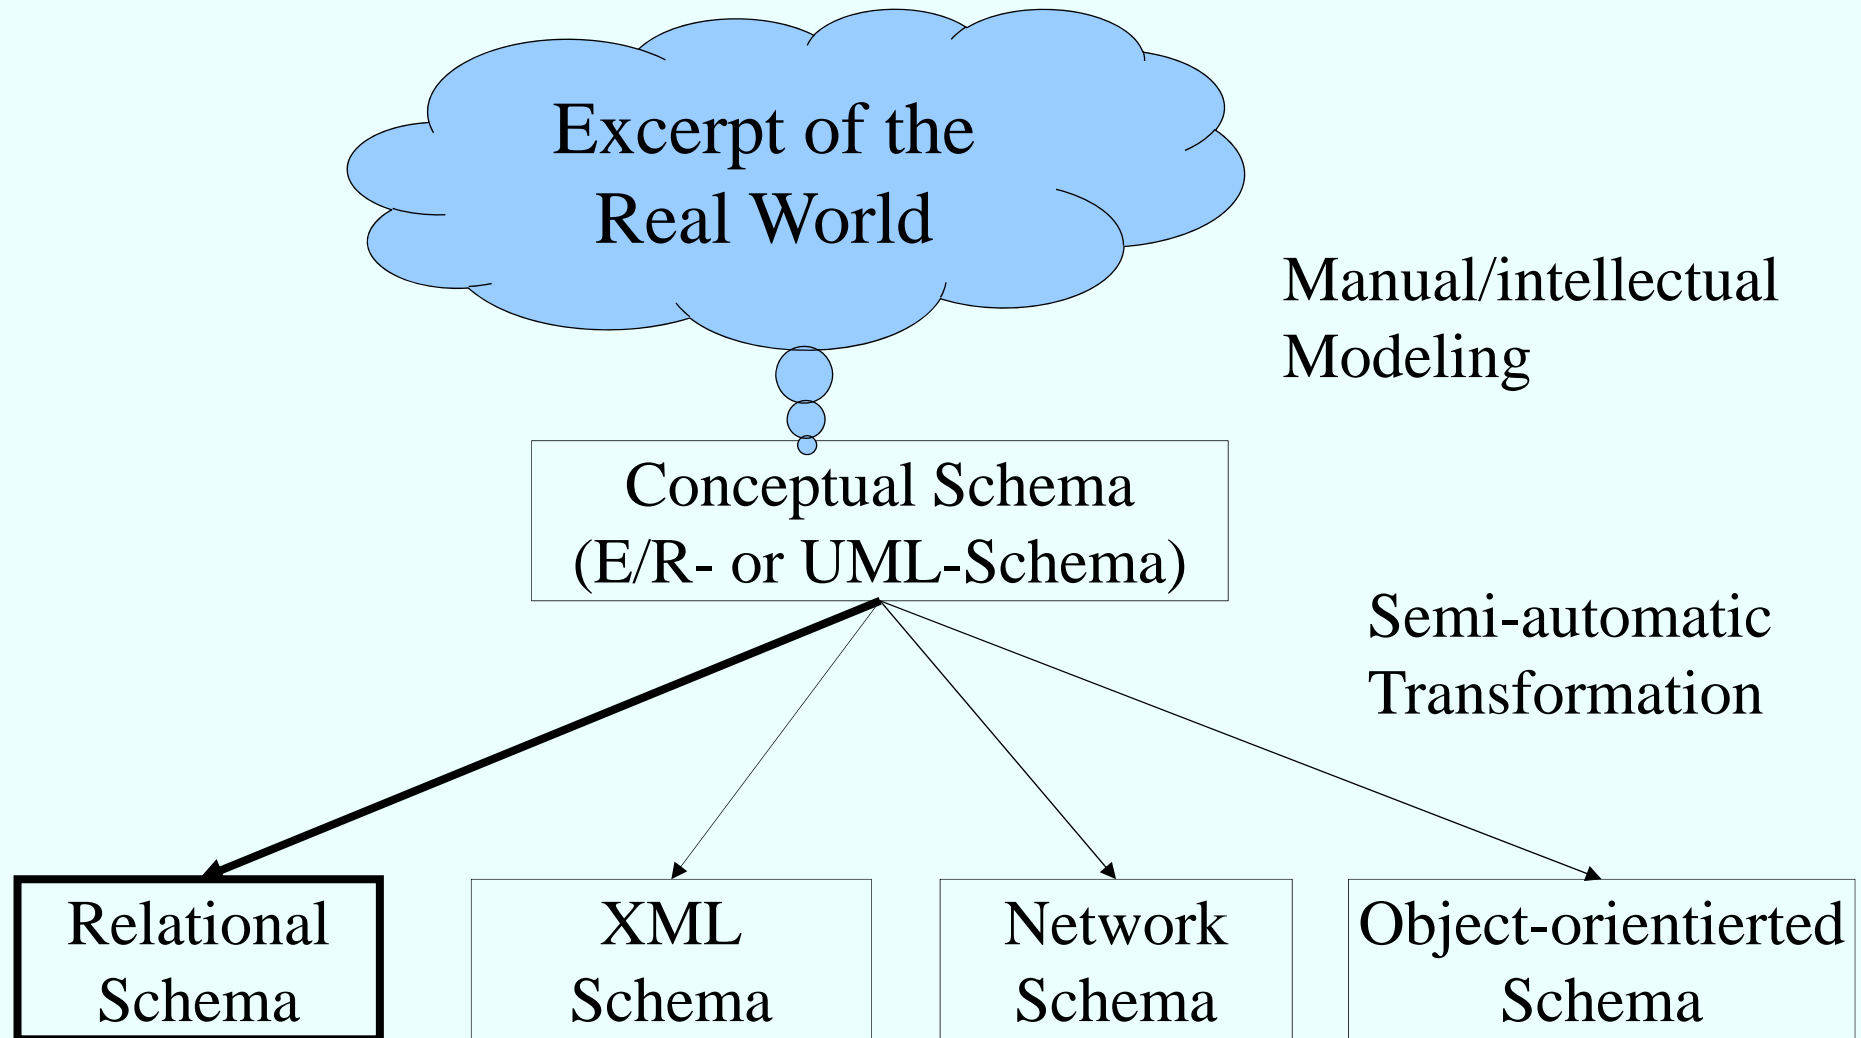 Excerpt of the
Real World
Manual/intellectual
Modeling
Conceptual Schema
(E/R- or UML-Schema)
Semi-automatic
Transformation
Relational
Schema
XML
Schema
Network
Schema
Object-orientierted
Schema